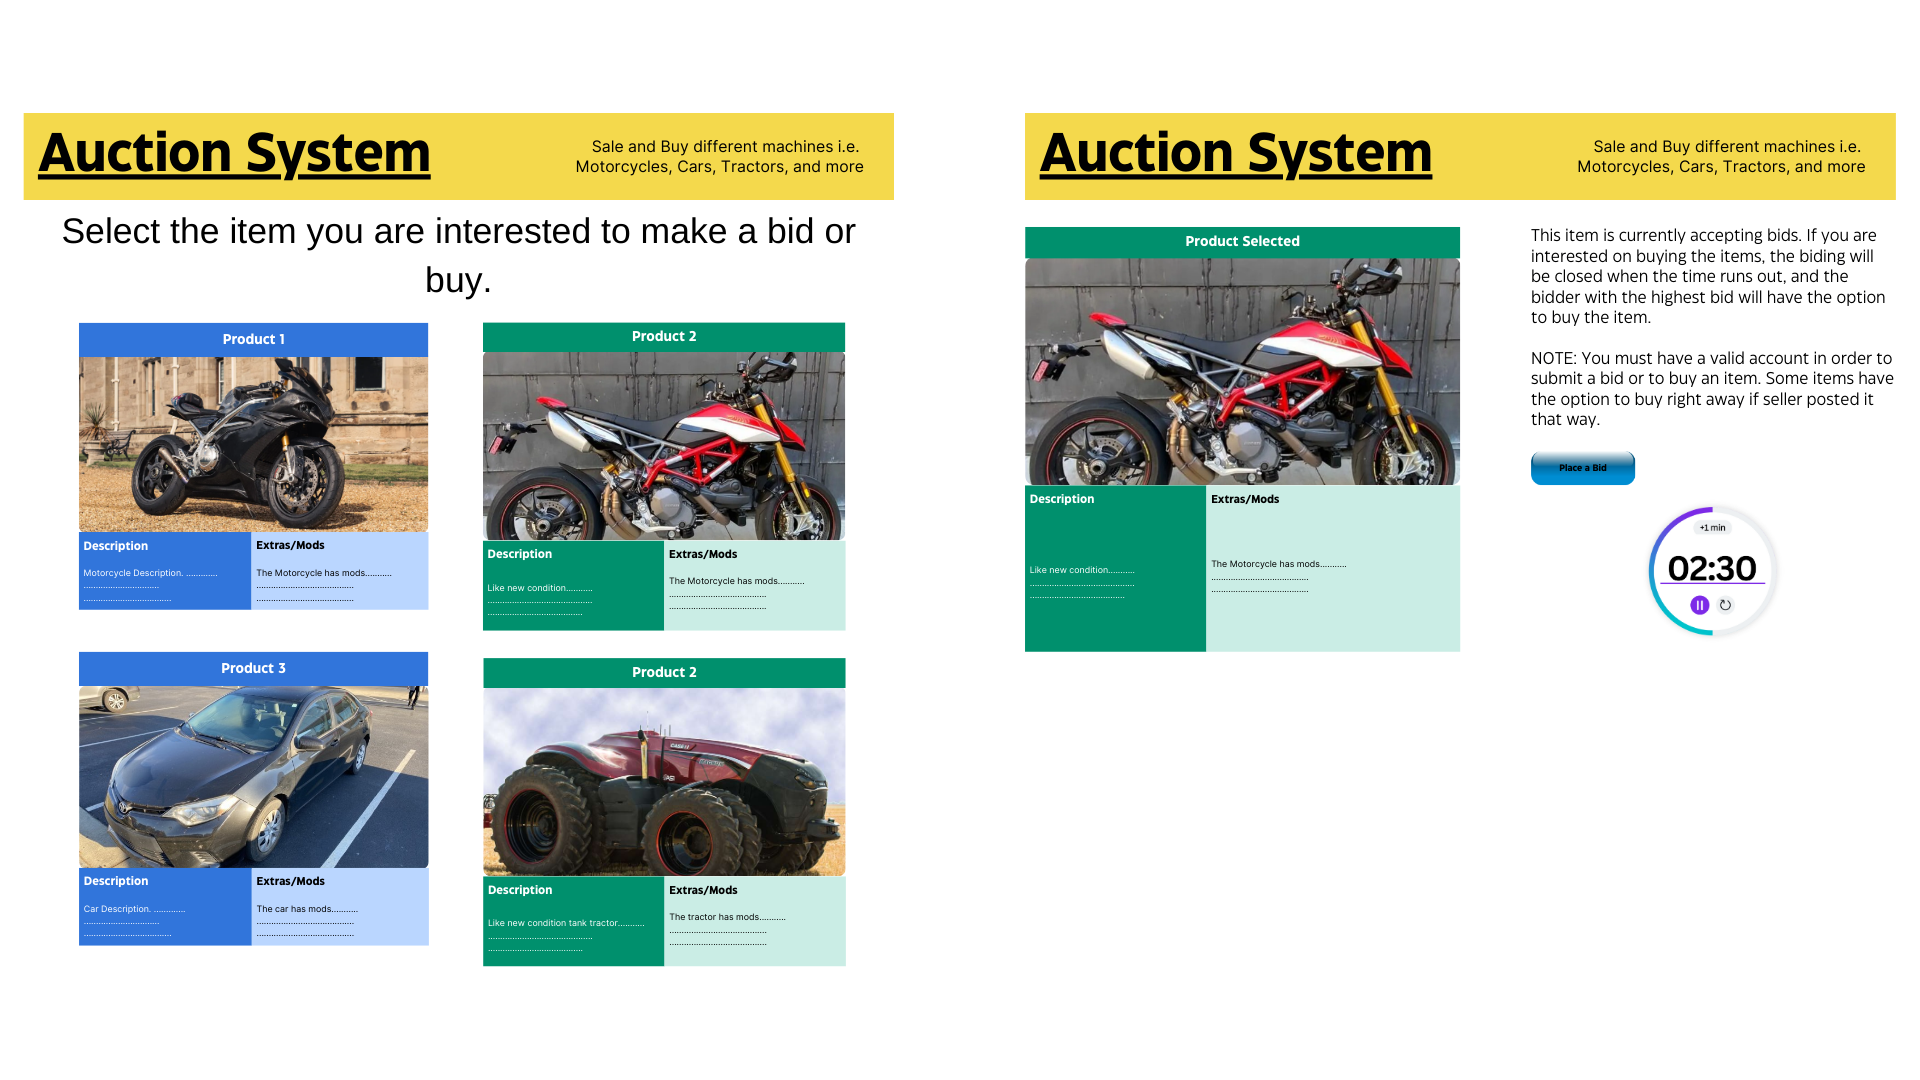 Auction System
Sale and Buy different machines i.e.
Motorcycles, Cars, Tractors, and more
Select the item you are interested to make a bid or
buy.
Product 1
Description
Motorcycle Description. .............
...............................
....................................
Extras/Mods
The Motorcycle has mods...........
........................................
........................................
Product 2
Description
Like new condition...........
...........................................
.......................................
Extras/Mods
The Motorcycle has mods...........
........................................
........................................
Product 3
Description
Car Description. .............
...............................
....................................
Extras/Mods
The car has mods...........
........................................
........................................
Product 2
CASE IH
Description
Like new condition tank tractor...........
...........................................
.......................................
Extras/Mods
The tractor has mods...........
........................................
........................................
Auction System
Sale and Buy different machines i.e.
Motorcycles, Cars, Tractors, and more
Product Selected
Description
Like new condition...........
...........................................
.......................................
Extras/Mods
The Motorcycle has mods...........
........................................
........................................
This item is currently accepting bids. If you are
interested on buying the items, the biding will
be closed when the time runs out, and the
bidder with the highest bid will have the option
to buy the item.
NOTE: You must have a valid account in order to
submit a bid or to buy an item. Some items have
the option to buy right away if seller posted it
that way.
Place a Bid
+1 min
02:30